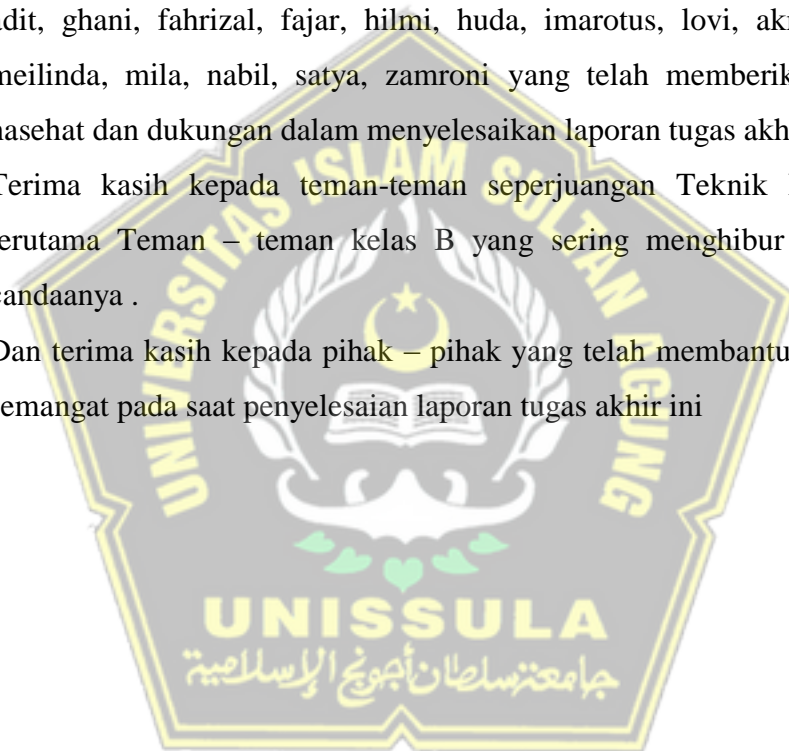 adit, ghani, fahrizal, fajar, hilmi, huda, imarotus, lovi,
meilinda, mila, nabil, satya, zamroni yang telah
nasehat dan dukungan dalam menyelesaikan laporan tugas
Terima kasih kepada teman-teman seperjuangan Teknik
terutama Teman – teman kelas B yang sering menghibur
candaanya .
Dan terima kasih kepada pihak – pihak yang telah membantu
semangat pada saat penyelesaian laporan tugas akhir ini
UNIVERSITAS ISLAM SULTAN AGUNG
UNISSULA
جامعة سلطان أجونج الإسلامية